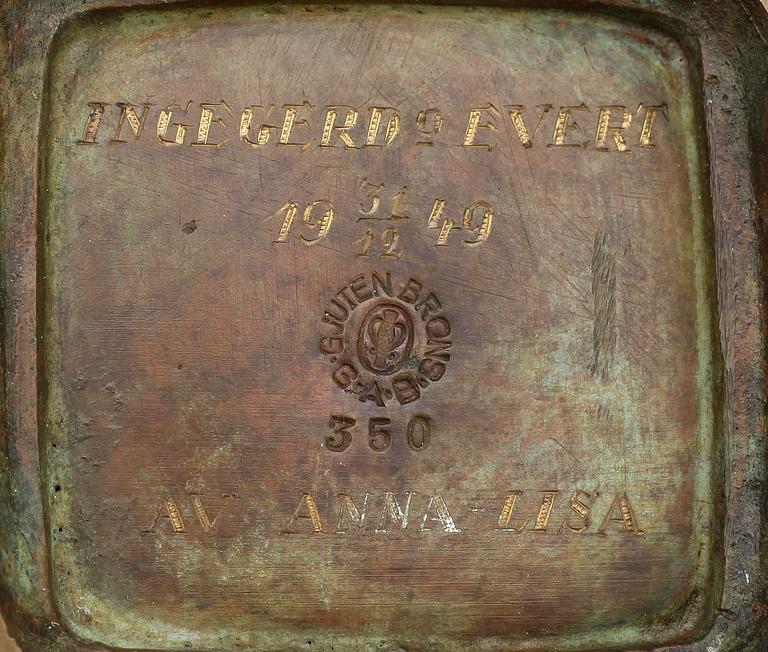 INGEGERD o EVERT
19 31/12 49
GJUTEN BRONS
G.A.B.
350
AV ANNA-LISA